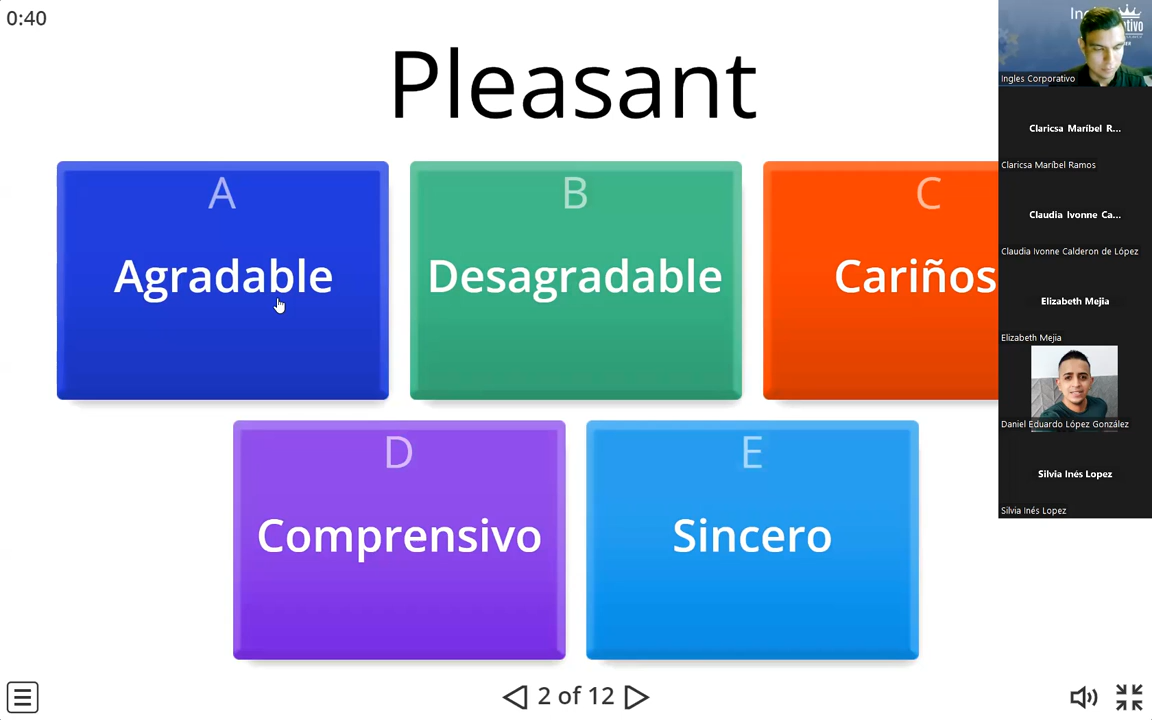 0:40
Pleasant
A
Agradable
B
Desagradable
C
Cariños
D
Comprensivo
E
Sincero
2 of 12
Ingles Corporativo
Claricsa Maríbel R...
Claricsa Maríbel Ramos
Claudia Ivonne Ca...
Claudia Ivonne Calderon de López
Elizabeth Mejia
Elizabeth Mejia
Daniel Eduardo López González
Silvia Inés Lopez
Silvia Inés Lopez